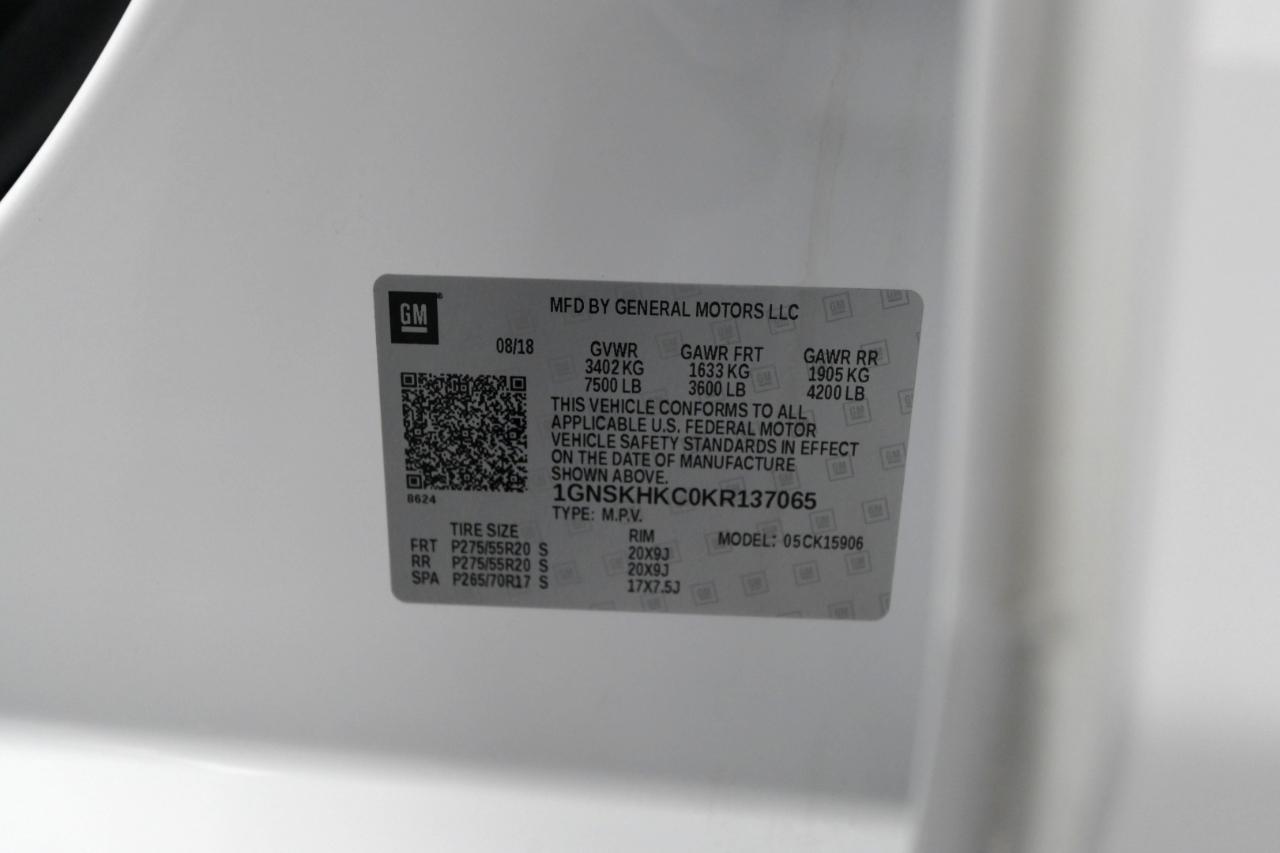 GM
MFD BY GENERAL MOTORS LLC
08/18
GVWR GAWR FRT GAWR RR
3402 KG 1633 KG 1905 KG
7500 LB 3600 LB 4200 LB
THIS VEHICLE CONFORMS TO ALL
APPLICABLE U.S. FEDERAL MOTOR
VEHICLE SAFETY STANDARDS IN EFFECT
ON THE DATE OF MANUFACTURE
SHOWN ABOVE.
8624
1GNSKHKC0KR137065
TYPE: M.P.V.
TIRE SIZE RIM MODEL: 05CK15906
FRT P275/55R20 S 20X9J
RR P275/55R20 S 20X9J
SPA P265/70R17 S 17X7.5J